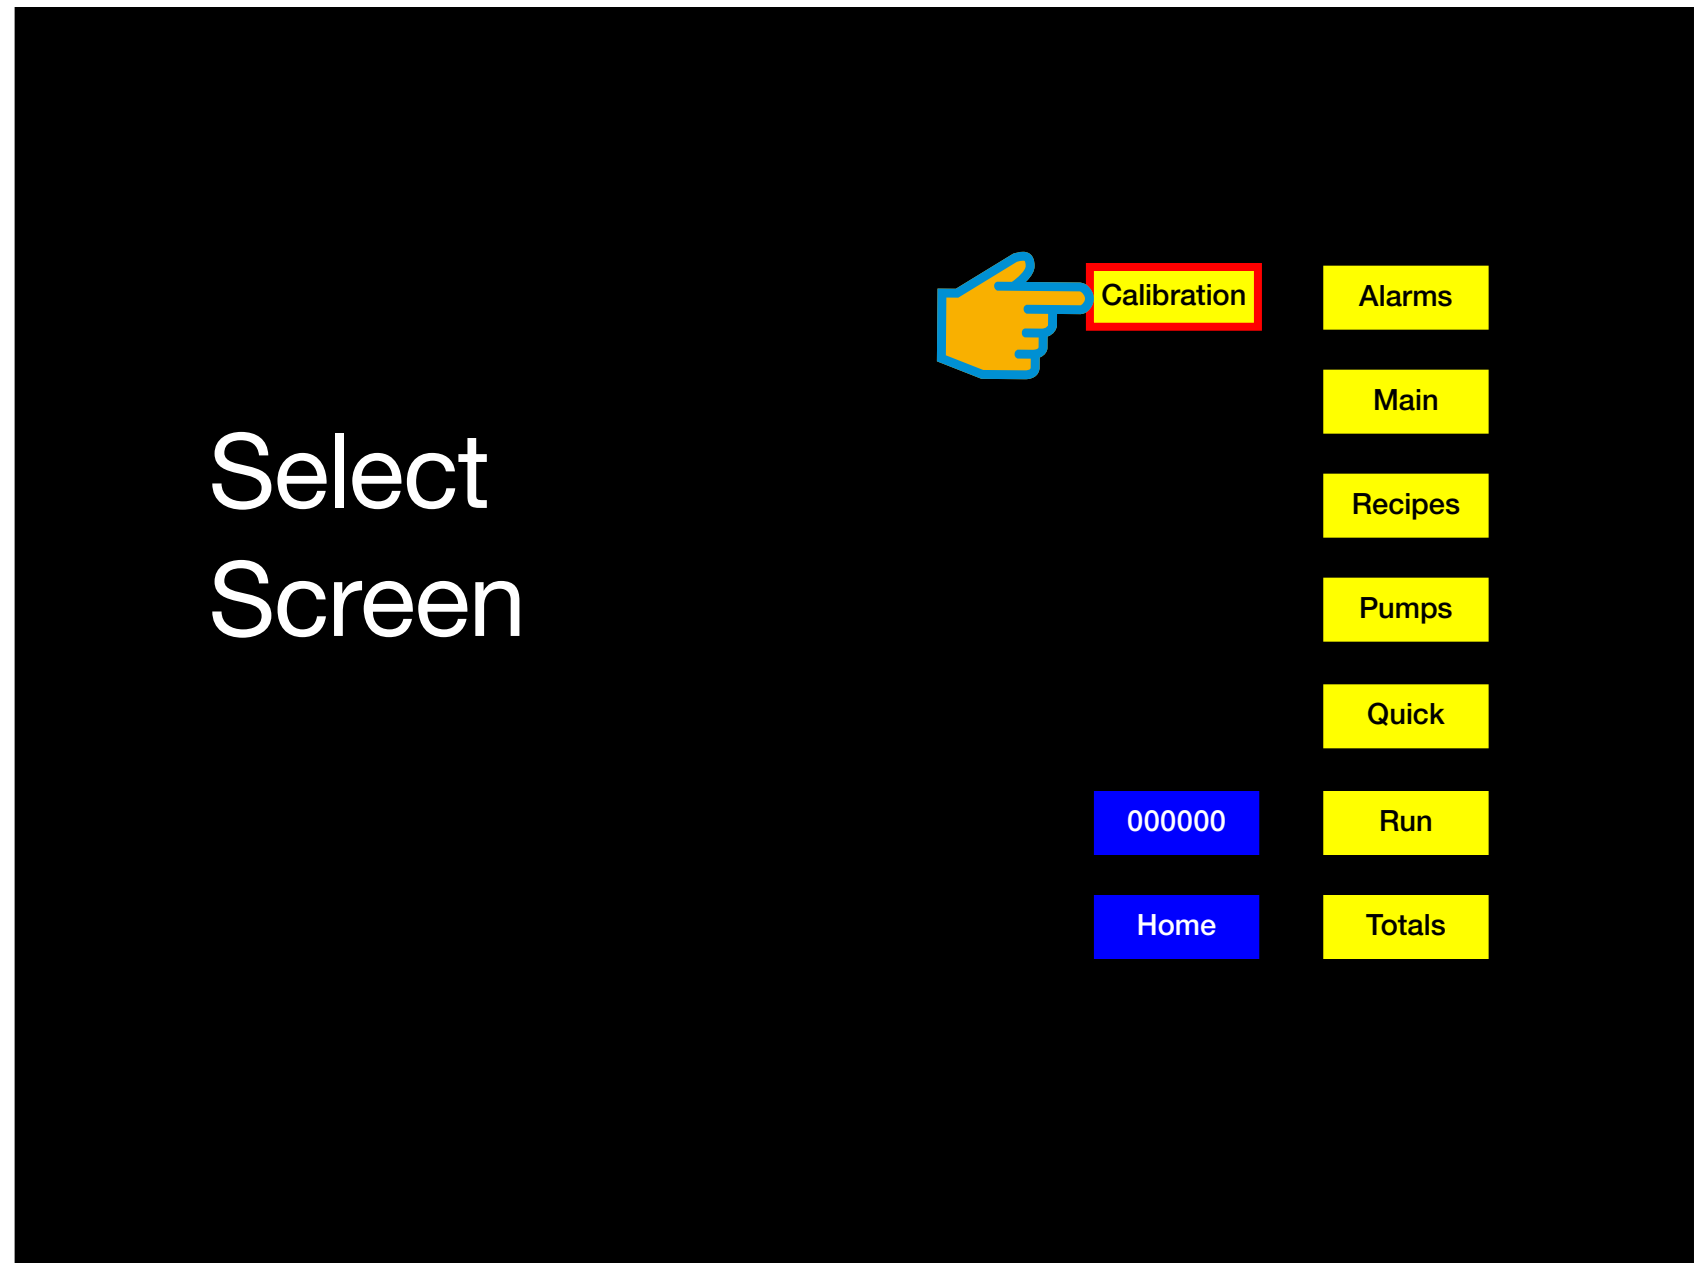 Select
Screen
Calibration
Alarms
Main
Recipes
Pumps
Quick
000000
Run
Home
Totals